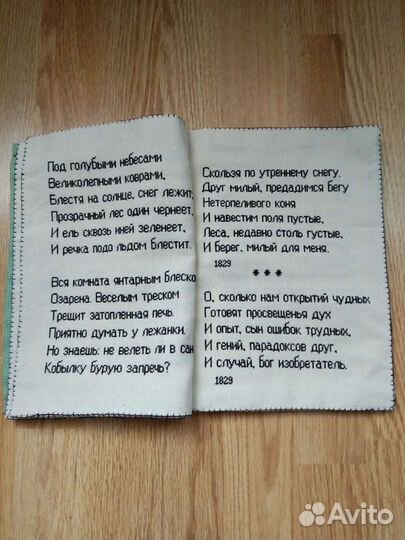 Под голубыми небесами
Великолепными коврами,
Блестя на солнце, снег лежит,
Прозрачный лес один чернеет,
И ель сквозь иней зеленеет,
И речка подо льдом блестит.
Вся комната янтарным блеско
Озарена. Веселым треском
Трещит затопленная печь.
Приятно думать у лежанки.
Но знаешь: не велеть ли в сан
Кобылку бурую запречь?
Скользя по утреннему снегу.
Друг милый, предадимся бегу
Нетерпеливого коня
И навестим поля пустые,
Леса, недавно столь густые,
И берег, милый для меня.
1829
***
О, сколько нам открытий чудных
Готовят просвещенья дух
И опыт, сын ошибок трудных,
И гений, парадоксов друг,
И случай, бог изобретатель.
1829
Avito